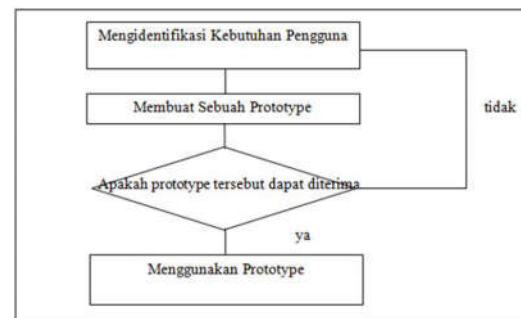 Mengidentifikasi Kebutuhan Pengguna
Membuat Sebuah Prototype
tidak
Apakah prototype tersebut dapat diterima
ya
Menggunakan Prototype